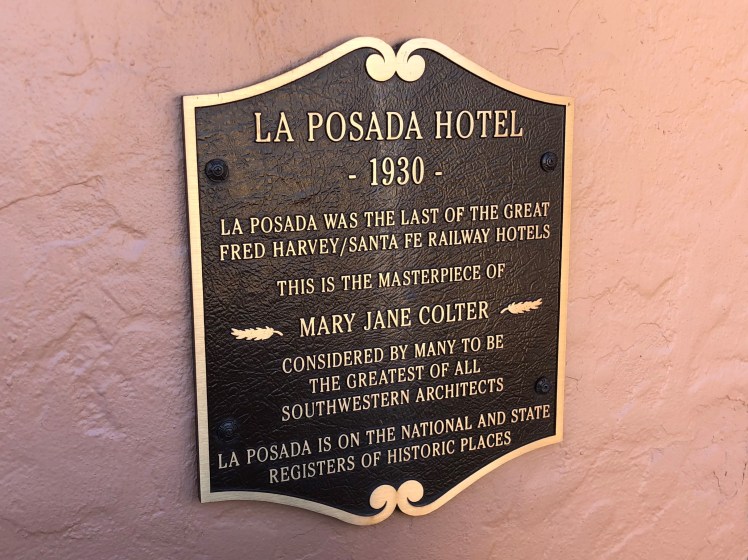 LA POSADA HOTEL
- 1930 -
LA POSADA WAS THE LAST OF THE GREAT
FRED HARVEY/SANTA FE RAILWAY HOTELS
THIS IS THE MASTERPIECE OF
MARY JANE COLTER
CONSIDERED BY MANY TO BE
THE GREATEST OF ALL
SOUTHWESTERN ARCHITECTS
LA POSADA IS ON THE NATIONAL AND STATE
REGISTERS OF HISTORIC PLACES